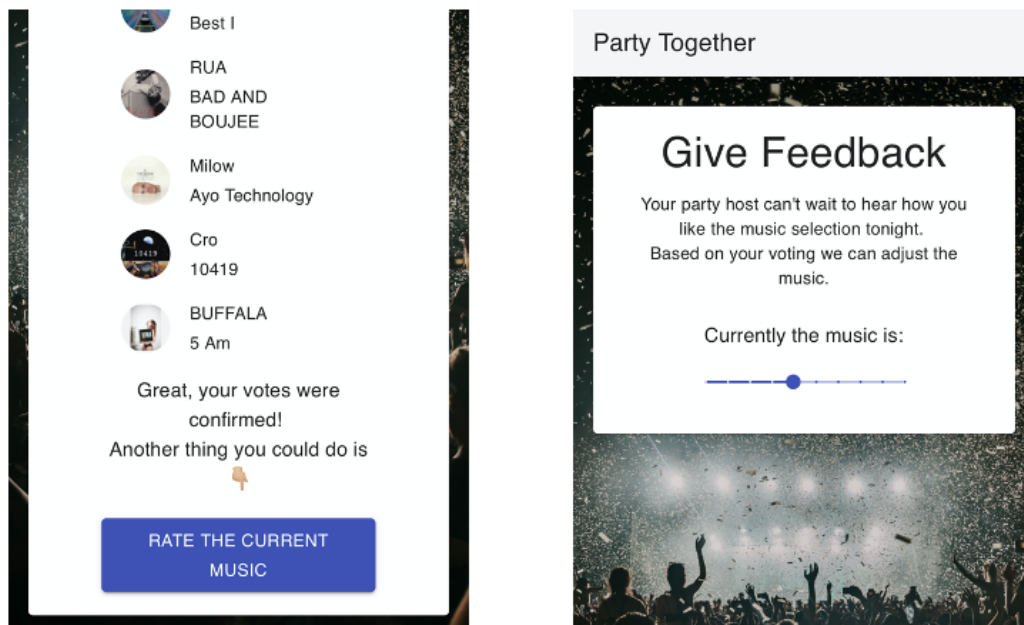 Best I
RUA
BAD AND
BOUJEE
Milow
Ayo Technology
Cro
10419
10419
BUFFALA
5 Am
Great, your votes were
confirmed!
Another thing you could do is
👇🏼
RATE THE CURRENT
MUSIC
Party Together
Give Feedback
Your party host can't wait to hear how you
like the music selection tonight.
Based on your voting we can adjust the
music.
Currently the music is: